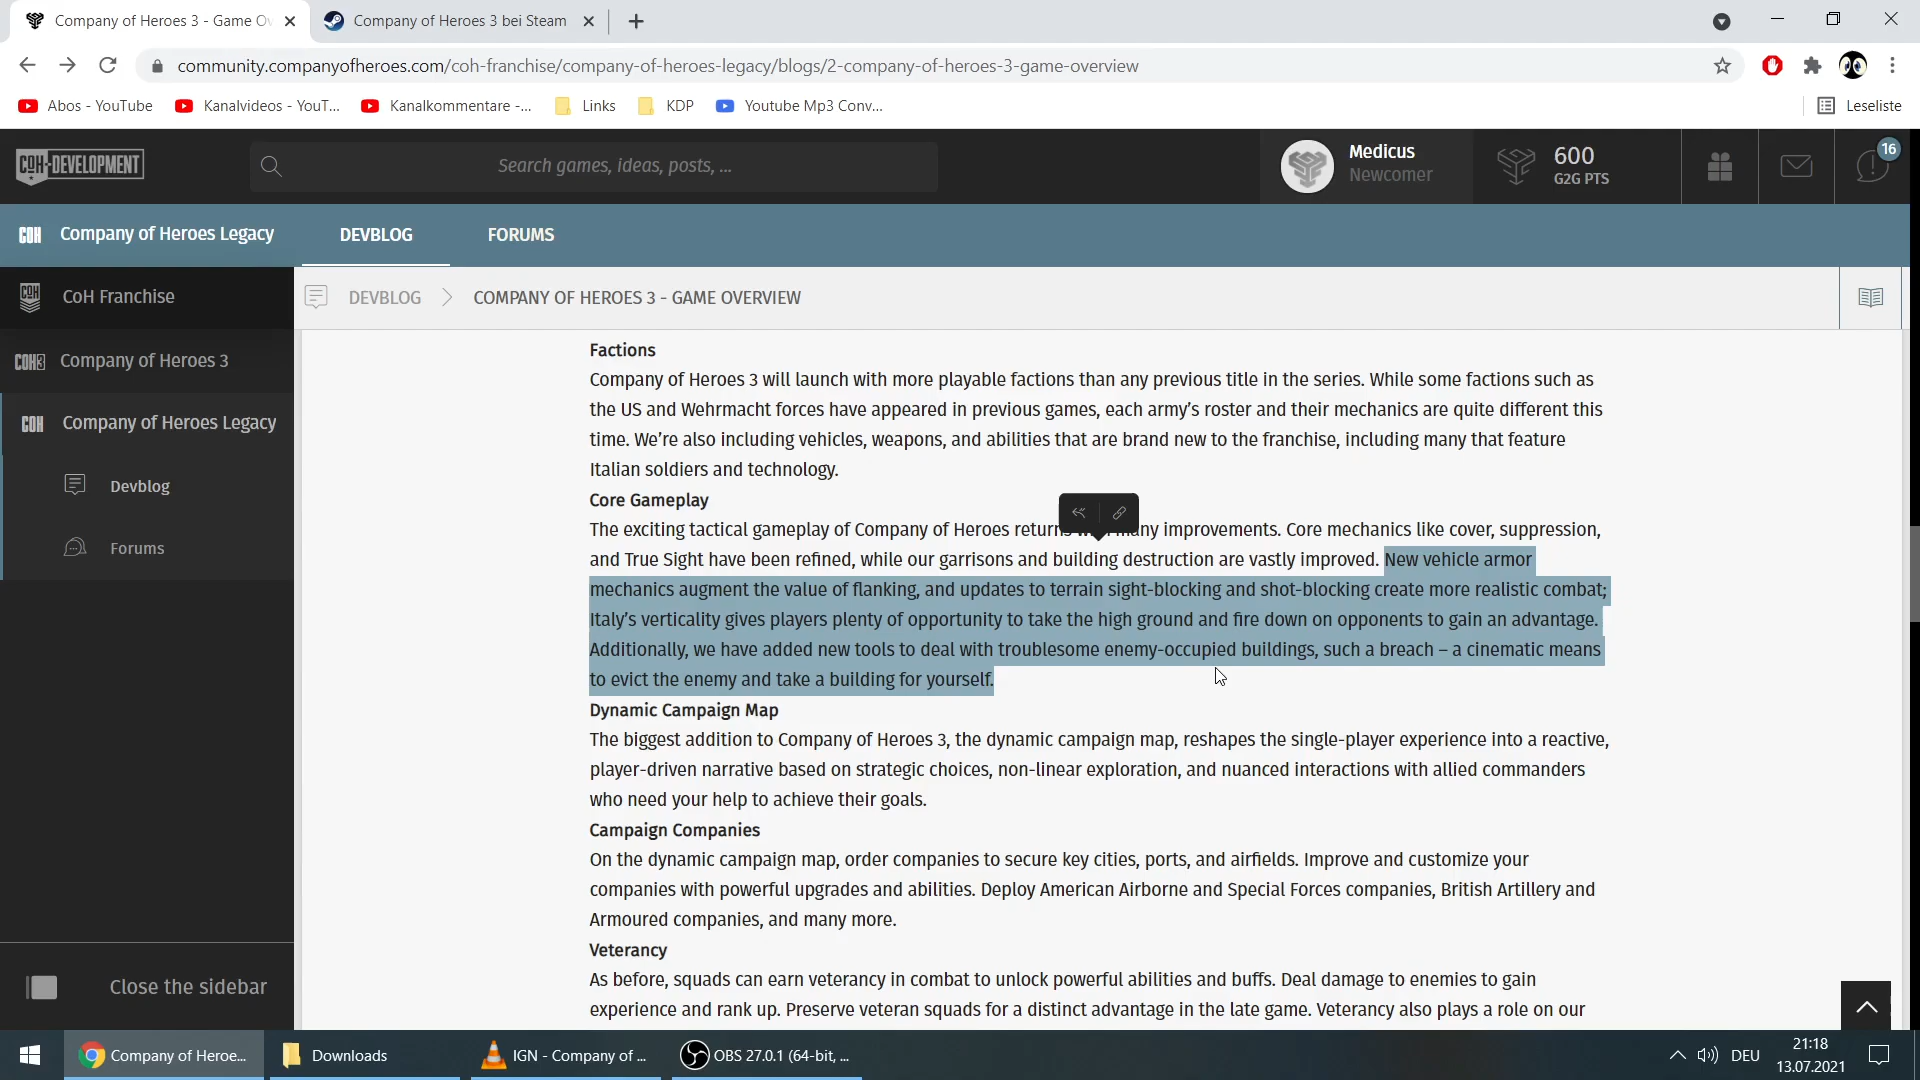 Company of Heroes 3 - Game Ov
Company of Heroes 3 bei Steam
community.companyofheroes.com/coh-franchise/company-of-heroes-legacy/blogs/2-company-of-heroes-3-game-overview
Abos - YouTube
Kanalvideos - YouT...
Kanalkommentare -...
Links
KDP
Youtube Mp3 Conv...
Leseliste
COH-DEVELOPMENT
Search games, ideas, posts, ...
Medicus
Newcomer
600
G2G PTS
16
COH
Company of Heroes Legacy
DEVBLOG
FORUMS
COH
CoH Franchise
DEVBLOG
COMPANY OF HEROES 3 - GAME OVERVIEW
COH3
Company of Heroes 3
COH
Company of Heroes Legacy
Devblog
Forums
Close the sidebar
Factions
Company of Heroes 3 will launch with more playable factions than any previous title in the series. While some factions such as
the US and Wehrmacht forces have appeared in previous games, each army's roster and their mechanics are quite different this
time. We're also including vehicles, weapons, and abilities that are brand new to the franchise, including many that feature
Italian soldiers and technology.
Core Gameplay
The exciting tactical gameplay of Company of Heroes returns with many improvements. Core mechanics like cover, suppression,
and True Sight have been refined, while our garrisons and building destruction are vastly improved. New vehicle armor
mechanics augment the value of flanking, and updates to terrain sight-blocking and shot-blocking create more realistic combat;
Italy's verticality gives players plenty of opportunity to take the high ground and fire down on opponents to gain an advantage.
Additionally, we have added new tools to deal with troublesome enemy-occupied buildings, such a breach – a cinematic means
to evict the enemy and take a building for yourself.
Dynamic Campaign Map
The biggest addition to Company of Heroes 3, the dynamic campaign map, reshapes the single-player experience into a reactive,
player-driven narrative based on strategic choices, non-linear exploration, and nuanced interactions with allied commanders
who need your help to achieve their goals.
Campaign Companies
On the dynamic campaign map, order companies to secure key cities, ports, and airfields. Improve and customize your
companies with powerful upgrades and abilities. Deploy American Airborne and Special Forces companies, British Artillery and
Armoured companies, and many more.
Veterancy
As before, squads can earn veterancy in combat to unlock powerful abilities and buffs. Deal damage to enemies to gain
experience and rank up. Preserve veteran squads for a distinct advantage in the late game. Veterancy also plays a role on our
Company of Heroe...
Downloads
IGN - Company of ...
OBS 27.0.1 (64-bit, ...
DEU
21:18
13.07.2021